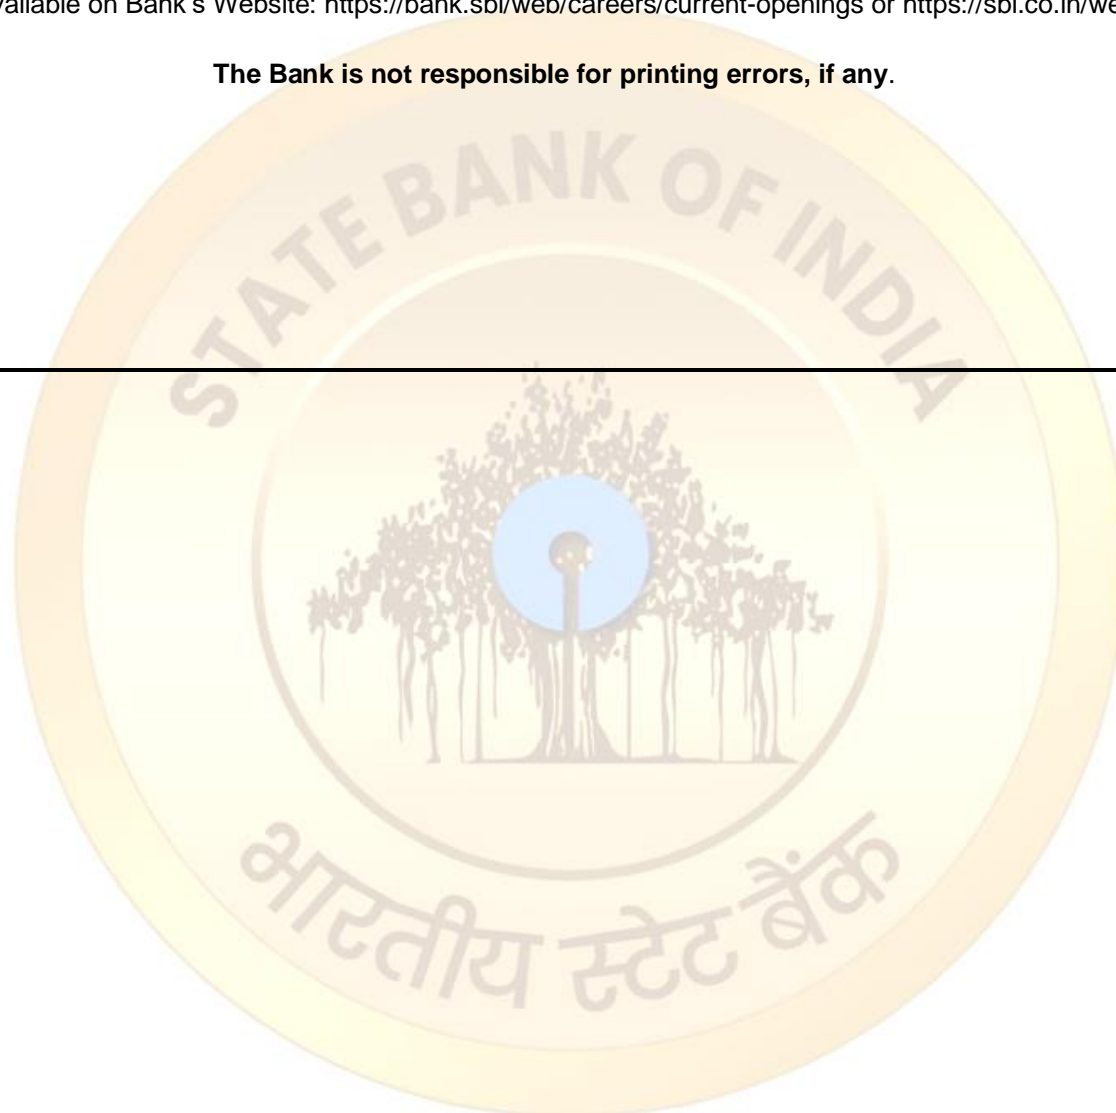 vailable on Bank's Website: https://bank.sbi/web/careers/current-openings or https://sbi.co.in/we
The Bank is not responsible for printing errors, if any.
STATE BANK OF INDIA
भारतीय स्टेट बैंक